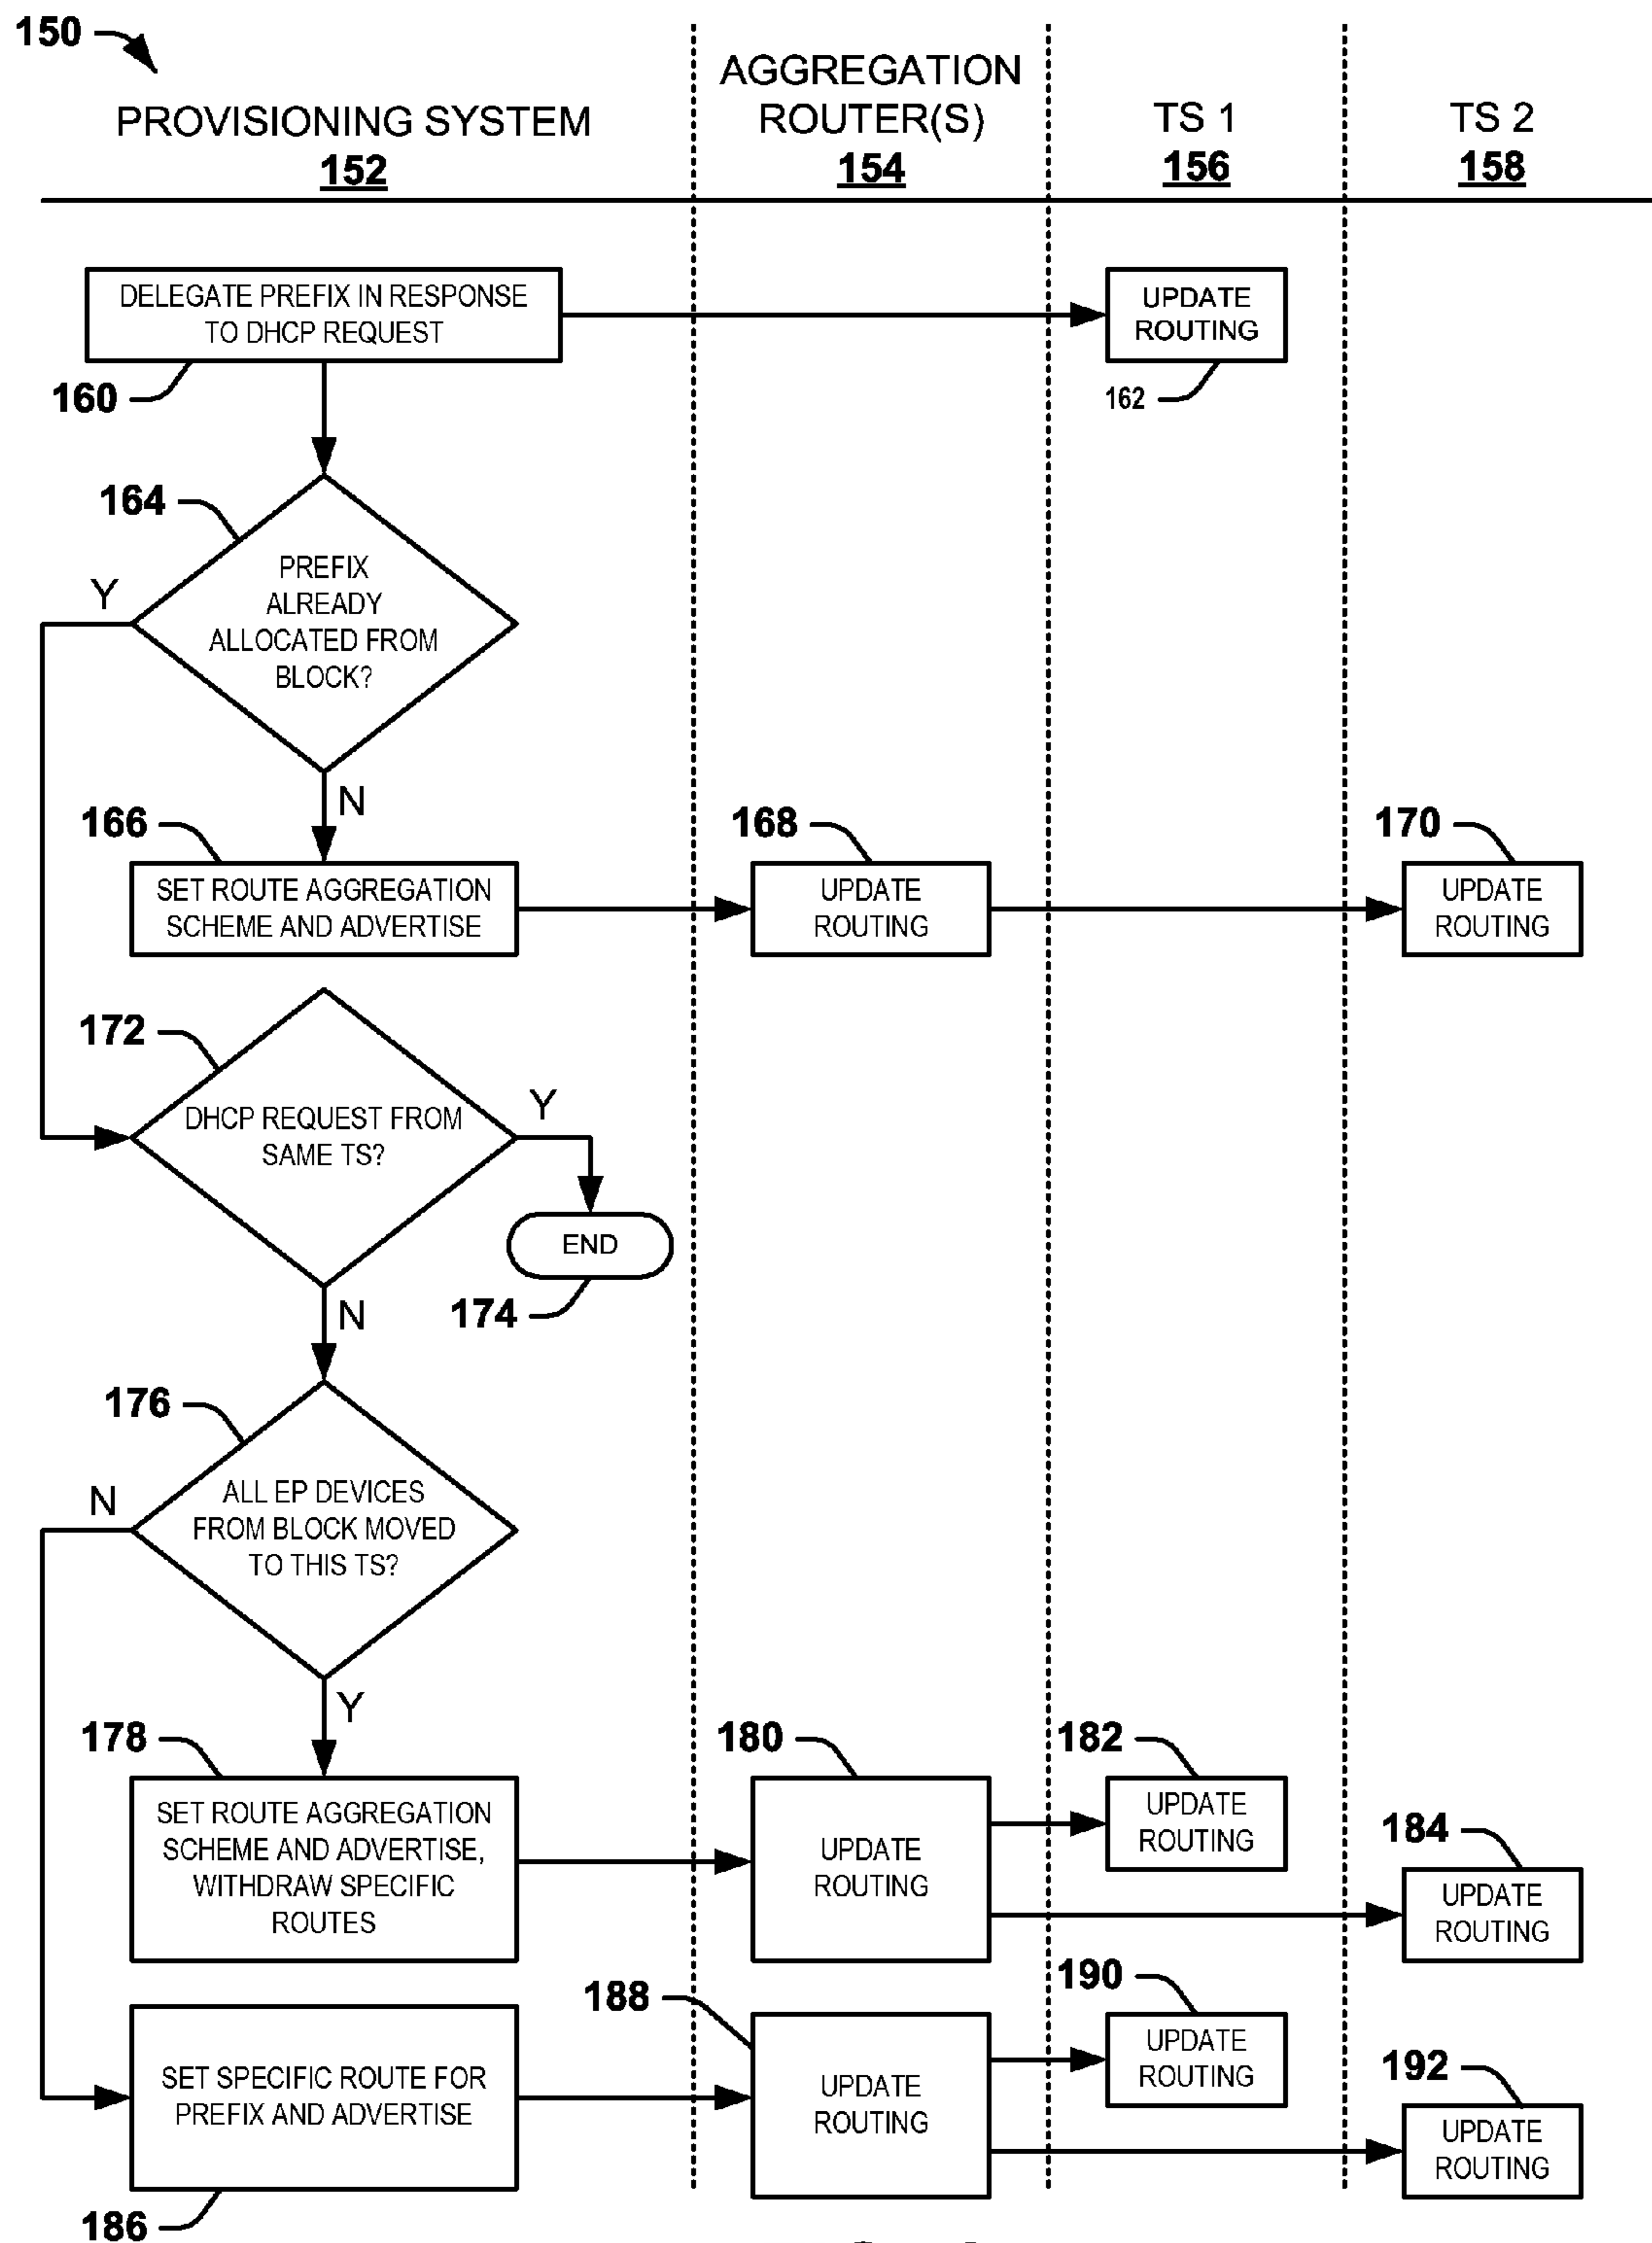 150
PROVISIONING SYSTEM
152
AGGREGATION
ROUTER(S)
154
TS 1
156
TS 2
158
DELEGATE PREFIX IN RESPONSE
TO DHCP REQUEST
160
UPDATE
ROUTING
162
164
PREFIX
ALREADY
ALLOCATED FROM
BLOCK?
Y
N
166
SET ROUTE AGGREGATION
SCHEME AND ADVERTISE
168
UPDATE
ROUTING
170
UPDATE
ROUTING
172
DHCP REQUEST FROM
SAME TS?
Y
END
174
N
176
ALL EP DEVICES
FROM BLOCK MOVED
TO THIS TS?
N
Y
178
SET ROUTE AGGREGATION
SCHEME AND ADVERTISE,
WITHDRAW SPECIFIC
ROUTES
180
UPDATE
ROUTING
182
UPDATE
ROUTING
184
UPDATE
ROUTING
186
SET SPECIFIC ROUTE FOR
PREFIX AND ADVERTISE
188
UPDATE
ROUTING
190
UPDATE
ROUTING
192
UPDATE
ROUTING